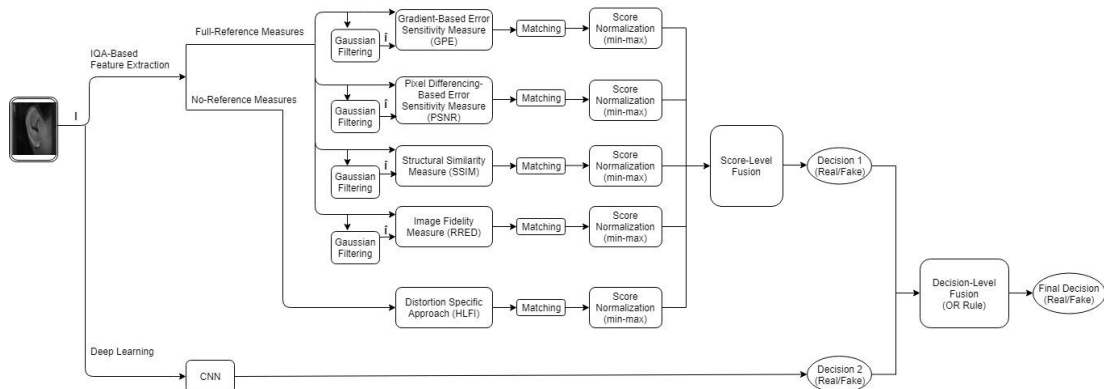 I
IQA-Based
Feature Extraction
Full-Reference Measures
No-Reference Measures
Gaussian
Filtering
Î
Gradient-Based Error
Sensitivity Measure
(GPE)
Matching
Score
Normalization
(min-max)
Gaussian
Filtering
Î
Pixel Differencing-
Based Error
Sensitivity Measure
(PSNR)
Matching
Score
Normalization
(min-max)
Gaussian
Filtering
Î
Structural Similarity
Measure (SSIM)
Matching
Score
Normalization
(min-max)
Gaussian
Filtering
Î
Image Fidelity
Measure (RRED)
Matching
Score
Normalization
(min-max)
Distortion Specific
Approach (HLFI)
Matching
Score
Normalization
(min-max)
Score-Level
Fusion
Decision 1
(Real/Fake)
Deep Learning
CNN
Decision 2
(Real/Fake)
Decision-Level
Fusion
(OR Rule)
Final Decision
(Real/Fake)